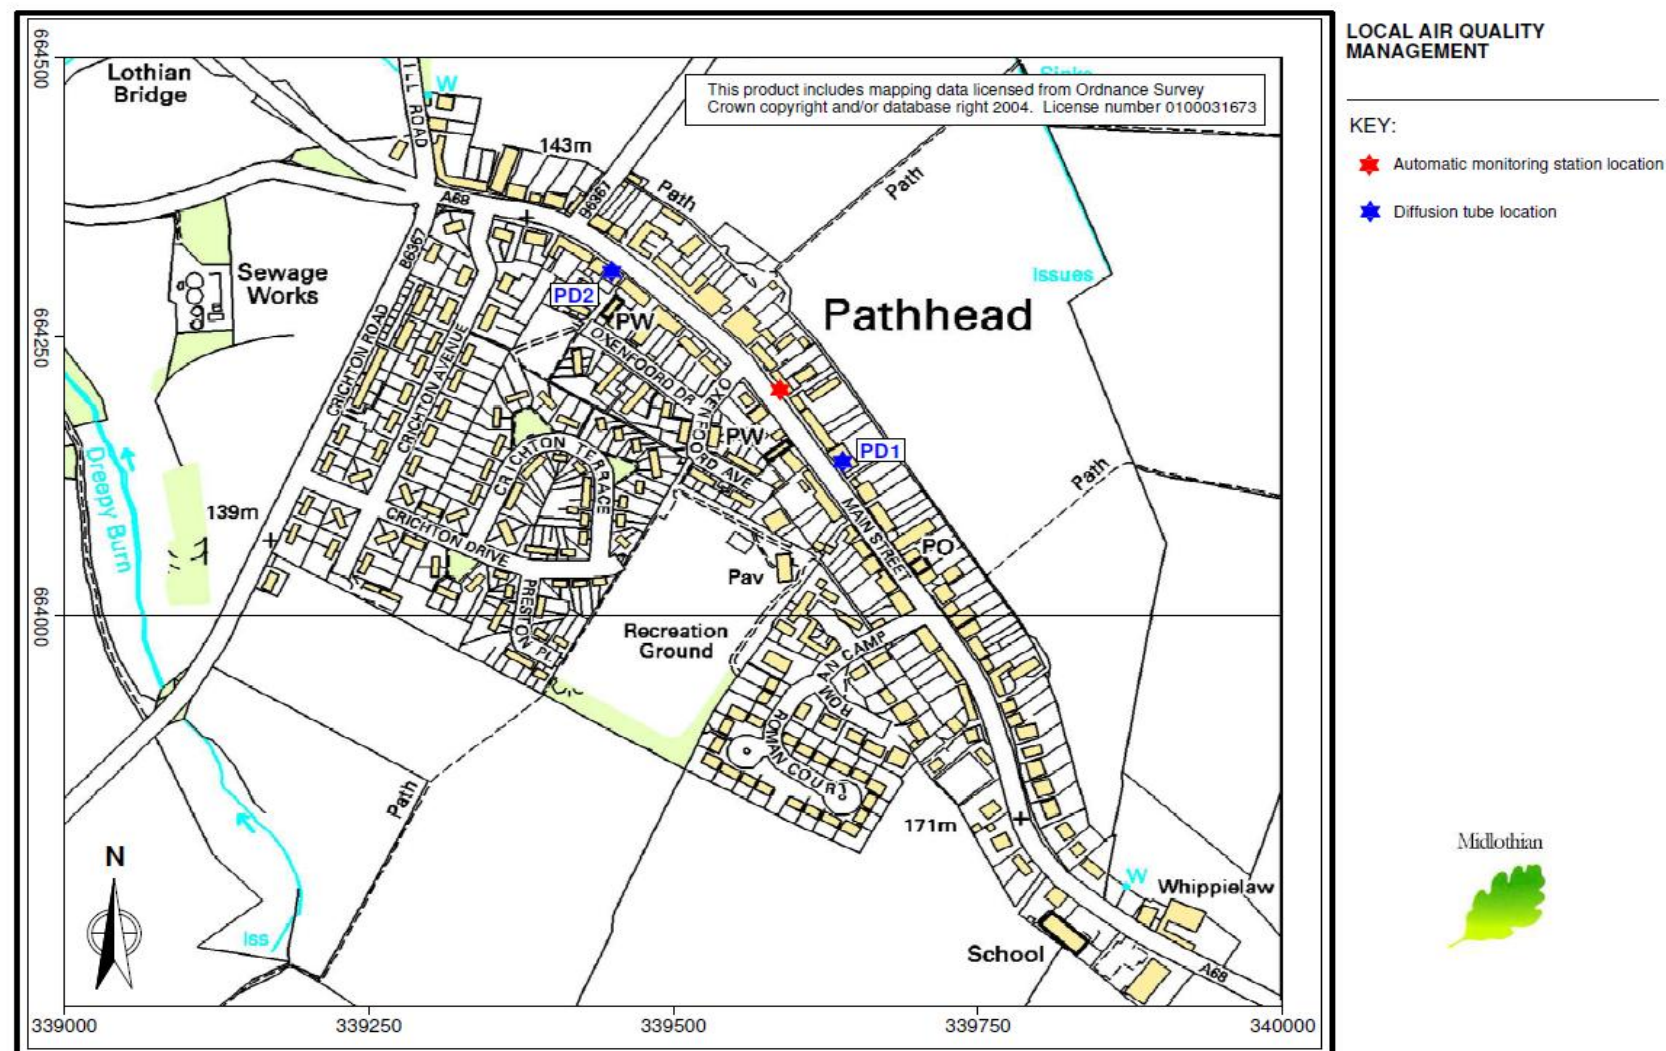 LOCAL AIR QUALITY
MANAGEMENT
KEY:
Automatic monitoring station location
Diffusion tube location
Midlothian
This product includes mapping data licensed from Ordnance Survey
Crown copyright and/or database right 2004. License number 0100031673
664500
664250
664000
339000
339250
339500
339750
340000
Lothian
Bridge
ILL ROAD
W
143m
Sinks
Path
Path
A68
B6367
B6367
Sewage
Works
Issues
PD2
PW
Pathhead
OXENFOORD DR
OXENFOORD AVE
CRICHTON ROAD
CRICHTON AVENUE
CRICHTON TERRACE
PW
PD1
Path
Dreepy Burn
139m
CRICHTON DRIVE
MAIN STREET
PO
Pav
PRESTON PL
Recreation
Ground
ROMAN CAMP
ROMAN COURT
Path
171m
N
W
Whippielaw
Iss
School
A68